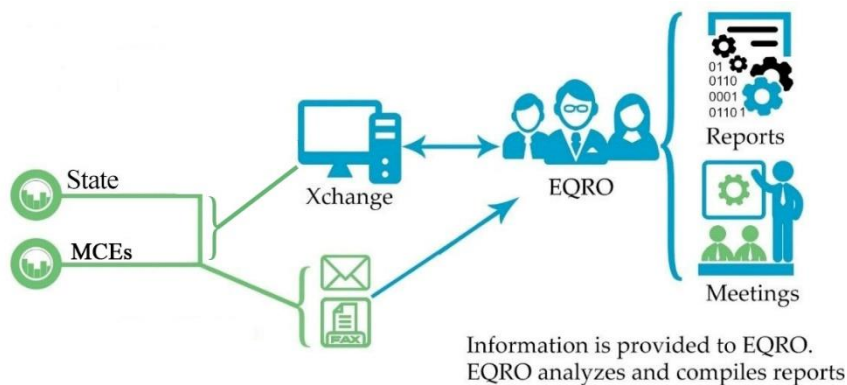 01
0110
0001
01101
Reports
State
Xchange
EQRO
MCEs
FAX
Meetings
Information is provided to EQRO.
EQRO analyzes and compiles reports